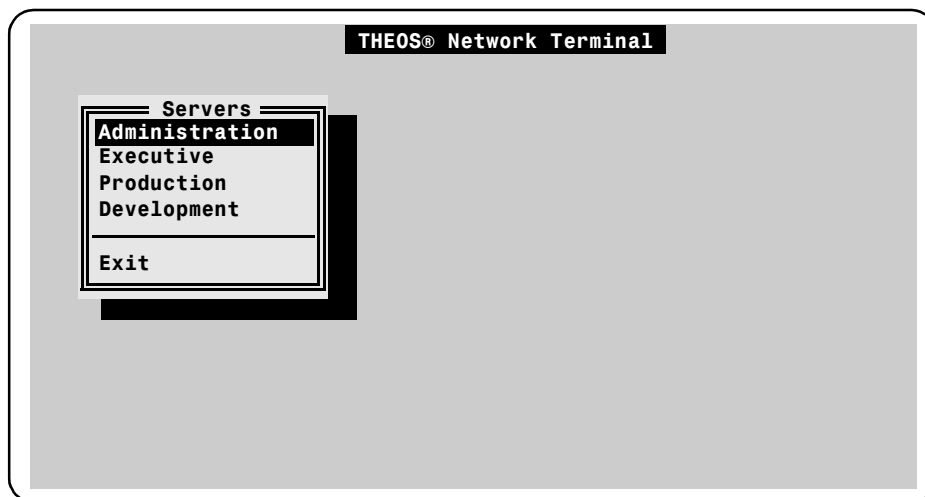 THEOS® Network Terminal
Servers
Administration
Executive
Production
Development
Exit